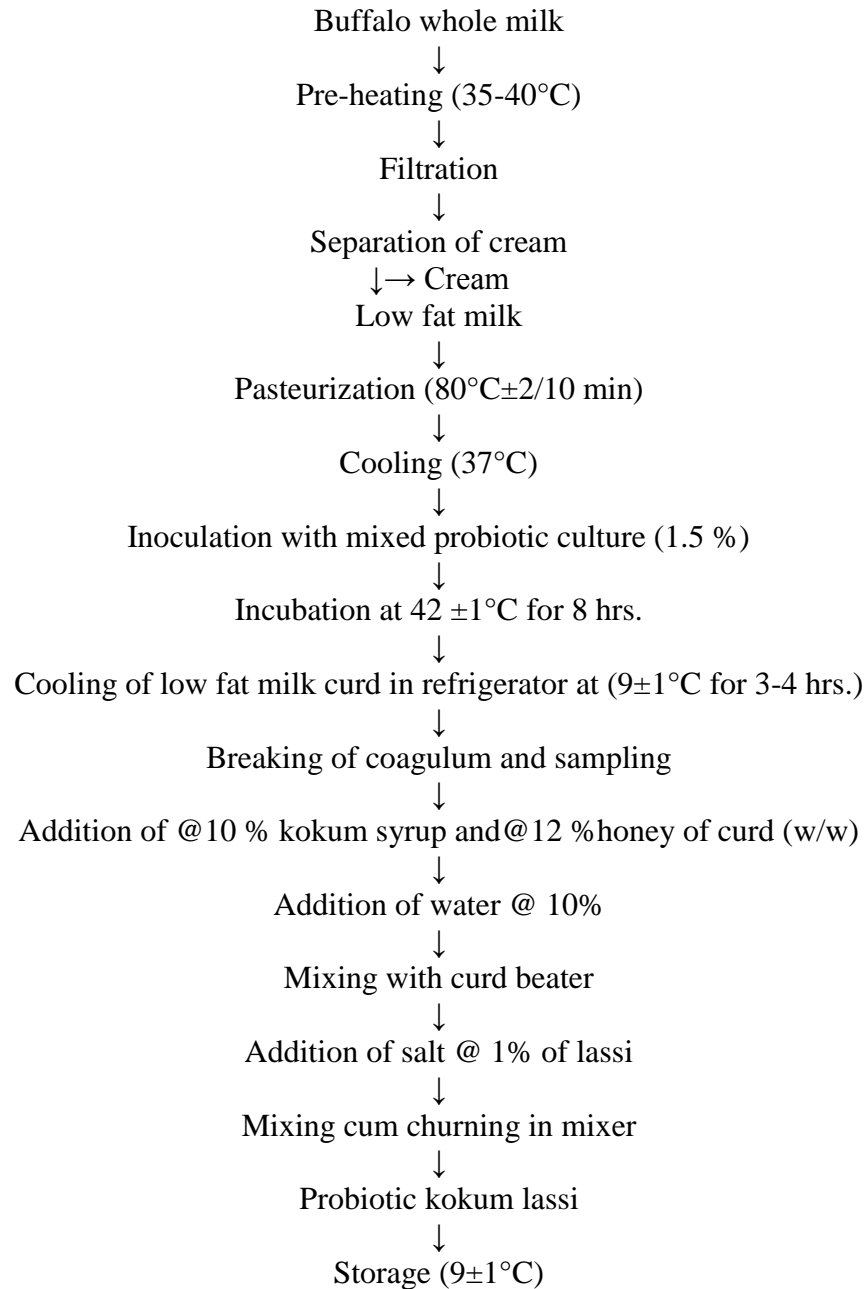 Buffalo whole milk
↓
Pre-heating (35-40°C)
↓
Filtration
↓
Separation of cream
↓→ Cream
Low fat milk
↓
Pasteurization (80°C±2/10 min)
↓
Cooling (37°C)
↓
Inoculation with mixed probiotic culture (1.5 %)
↓
Incubation at 42 ±1°C for 8 hrs.
↓
Cooling of low fat milk curd in refrigerator at (9±1°C for 3-4 hrs.)
↓
Breaking of coagulum and sampling
↓
Addition of @10 % kokum syrup and@12 %honey of curd (w/w)
↓
Addition of water @ 10%
↓
Mixing with curd beater
↓
Addition of salt @ 1% of lassi
↓
Mixing cum churning in mixer
↓
Probiotic kokum lassi
↓
Storage (9±1°C)